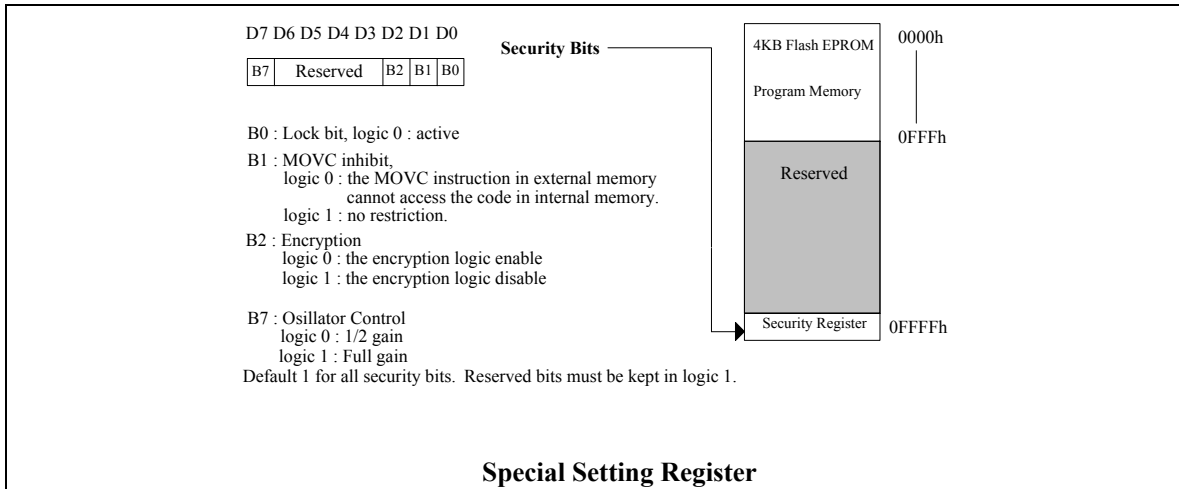 D7 D6 D5 D4 D3 D2 D1 D0
B7 Reserved B2 B1 B0
Security Bits
B0 : Lock bit, logic 0 : active
B1 : MOVC inhibit,
logic 0 : the MOVC instruction in external memory
cannot access the code in internal memory.
logic 1 : no restriction.
B2 : Encryption
logic 0 : the encryption logic enable
logic 1 : the encryption logic disable
B7 : Osillator Control
logic 0 : 1/2 gain
logic 1 : Full gain
Default 1 for all security bits. Reserved bits must be kept in logic 1.
4KB Flash EPROM
Program Memory
0000h
0FFFh
Reserved
Security Register
0FFFFh
Special Setting Register